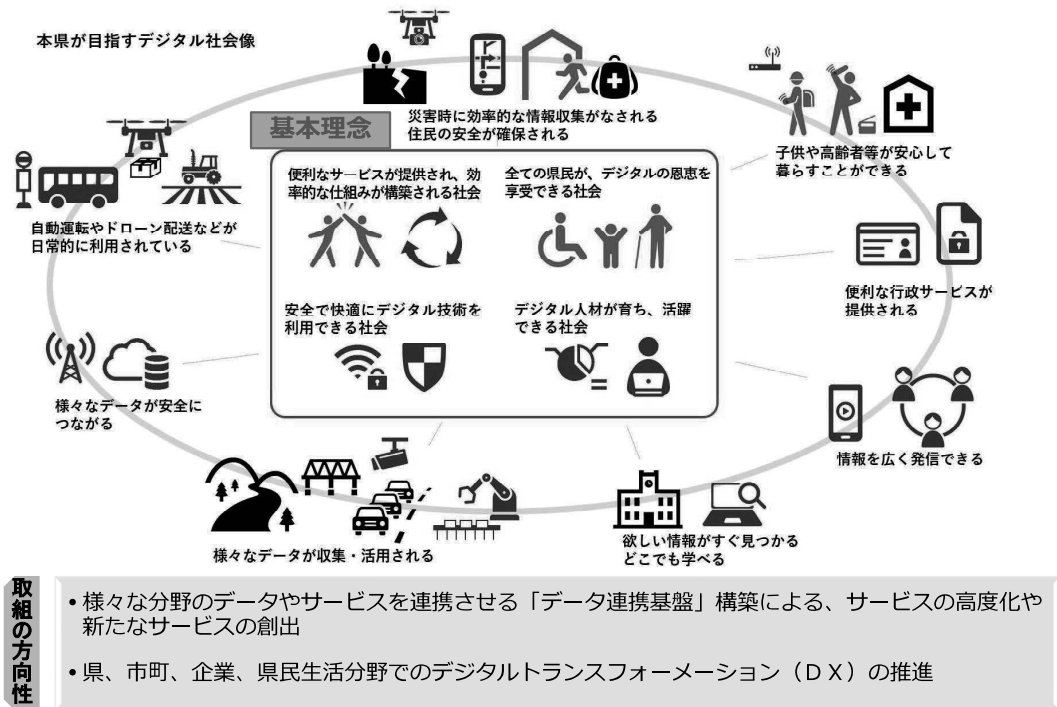 本県が目指すデジタル社会像
災害時に効率的な情報収集がなされる
住民の安全が確保される
基本理念
子供や高齢者等が安心して
暮らすことができる
便利なサービスが提供され、効
率的な仕組みが構築される社会
全ての県民が、デジタルの恩恵を
享受できる社会
自動運転やドローン配送などが
日常的に利用されている
便利な行政サービスが
提供される
安全で快適にデジタル技術を
利用できる社会
デジタル人材が育ち、活躍
できる社会
様々なデータが安全に
つながる
情報を広く発信できる
様々なデータが収集・活用される
欲しい情報がすぐ見つかる
どこでも学べる
取組の方向性
• 様々な分野のデータやサービスを連携させる「データ連携基盤」構築による、サービスの高度化や
新たなサービスの創出
• 県、市町、企業、県民生活分野でのデジタルトランスフォーメーション（ＤＸ）の推進